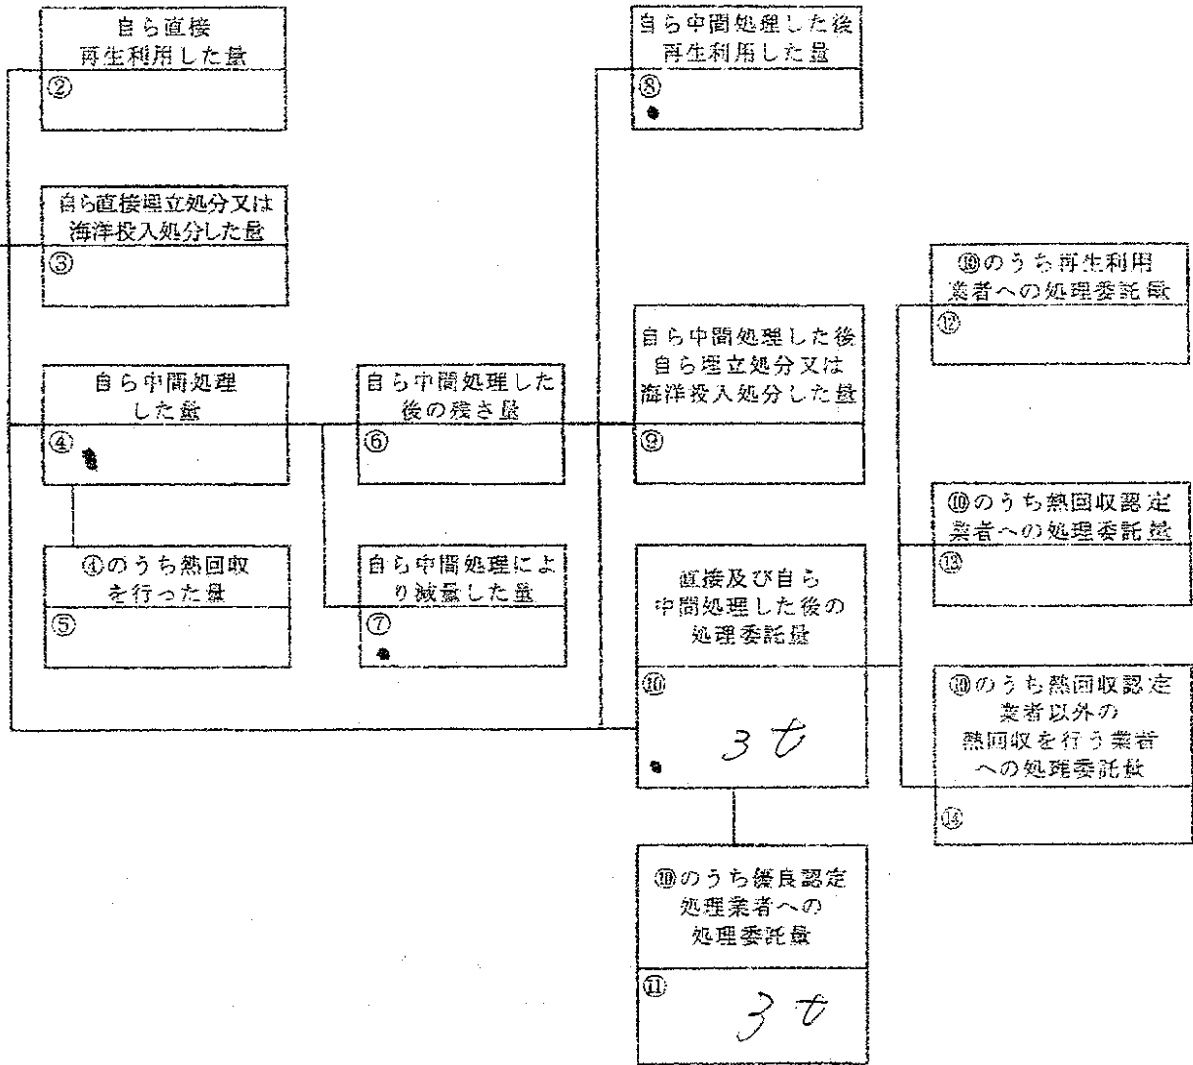 自ら直接
再生利用した量
②
自ら中間処理した後
再生利用した量
⑧
自ら直接埋立処分又は
海洋投入処分した量
③
⑩のうち再生利用
業者への処理委託量
⑫
自ら中間処理した後
自ら埋立処分又は
海洋投入処分した量
⑨
自ら中間処理
した量
④
自ら中間処理した
後の残さ量
⑥
⑩のうち熱回収認定
業者への処理委託量
⑬
④のうち熱回収
を行った量
⑤
自ら中間処理によ
り減量した量
⑦
直接及び自ら
中間処理した後の
処理委託量
⑩
3t
⑩のうち熱回収認定
業者以外の
熱回収を行う業者
への処理委託量
⑭
⑩のうち優良認定
処理業者への
処理委託量
⑪
3t